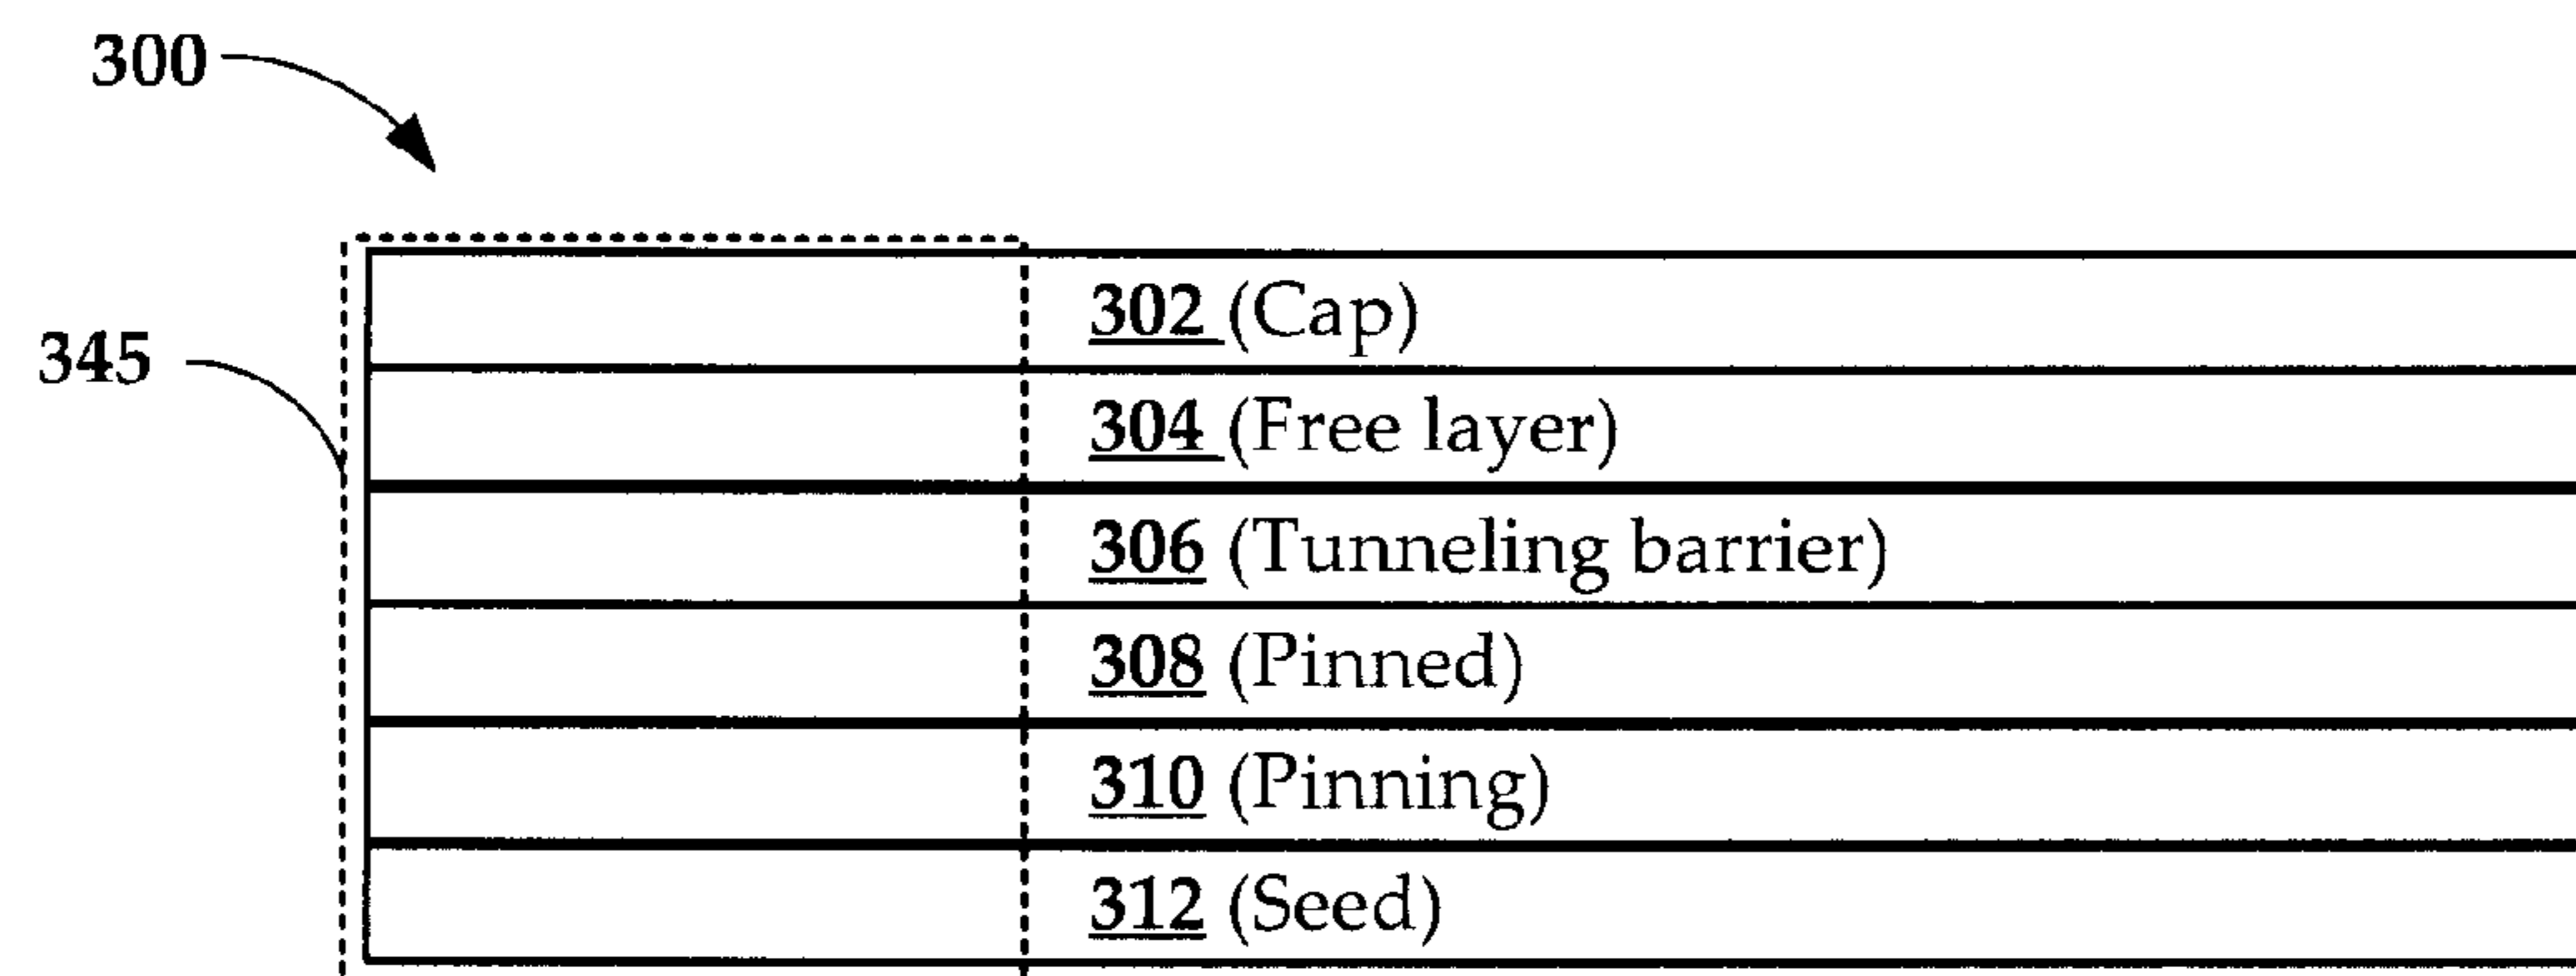 300
302 (Cap)
345
304 (Free layer)
306 (Tunneling barrier)
308 (Pinned)
310 (Pinning)
312 (Seed)